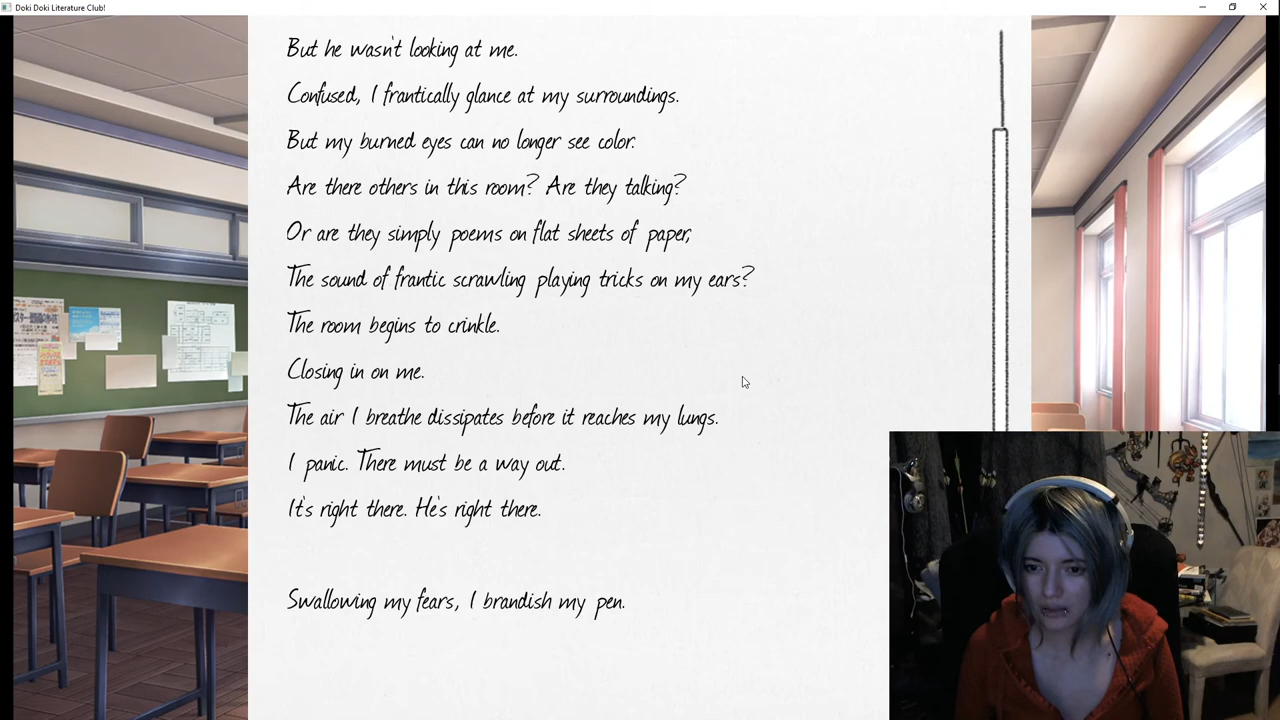 Doki Doki Literature Club!
But he wasn't looking at me.
Confused, I frantically glance at my surroundings.
But my burned eyes can no longer see color.
Are there others in this room? Are they talking?
Or are they simply poems on flat sheets of paper,
The sound of frantic scrawling playing tricks on my ears?
The room begins to crinkle.
Closing in on me.
The air I breathe dissipates before it reaches my lungs.
I panic. There must be a way out.
It's right there. He's right there.
Swallowing my fears, I brandish my pen.